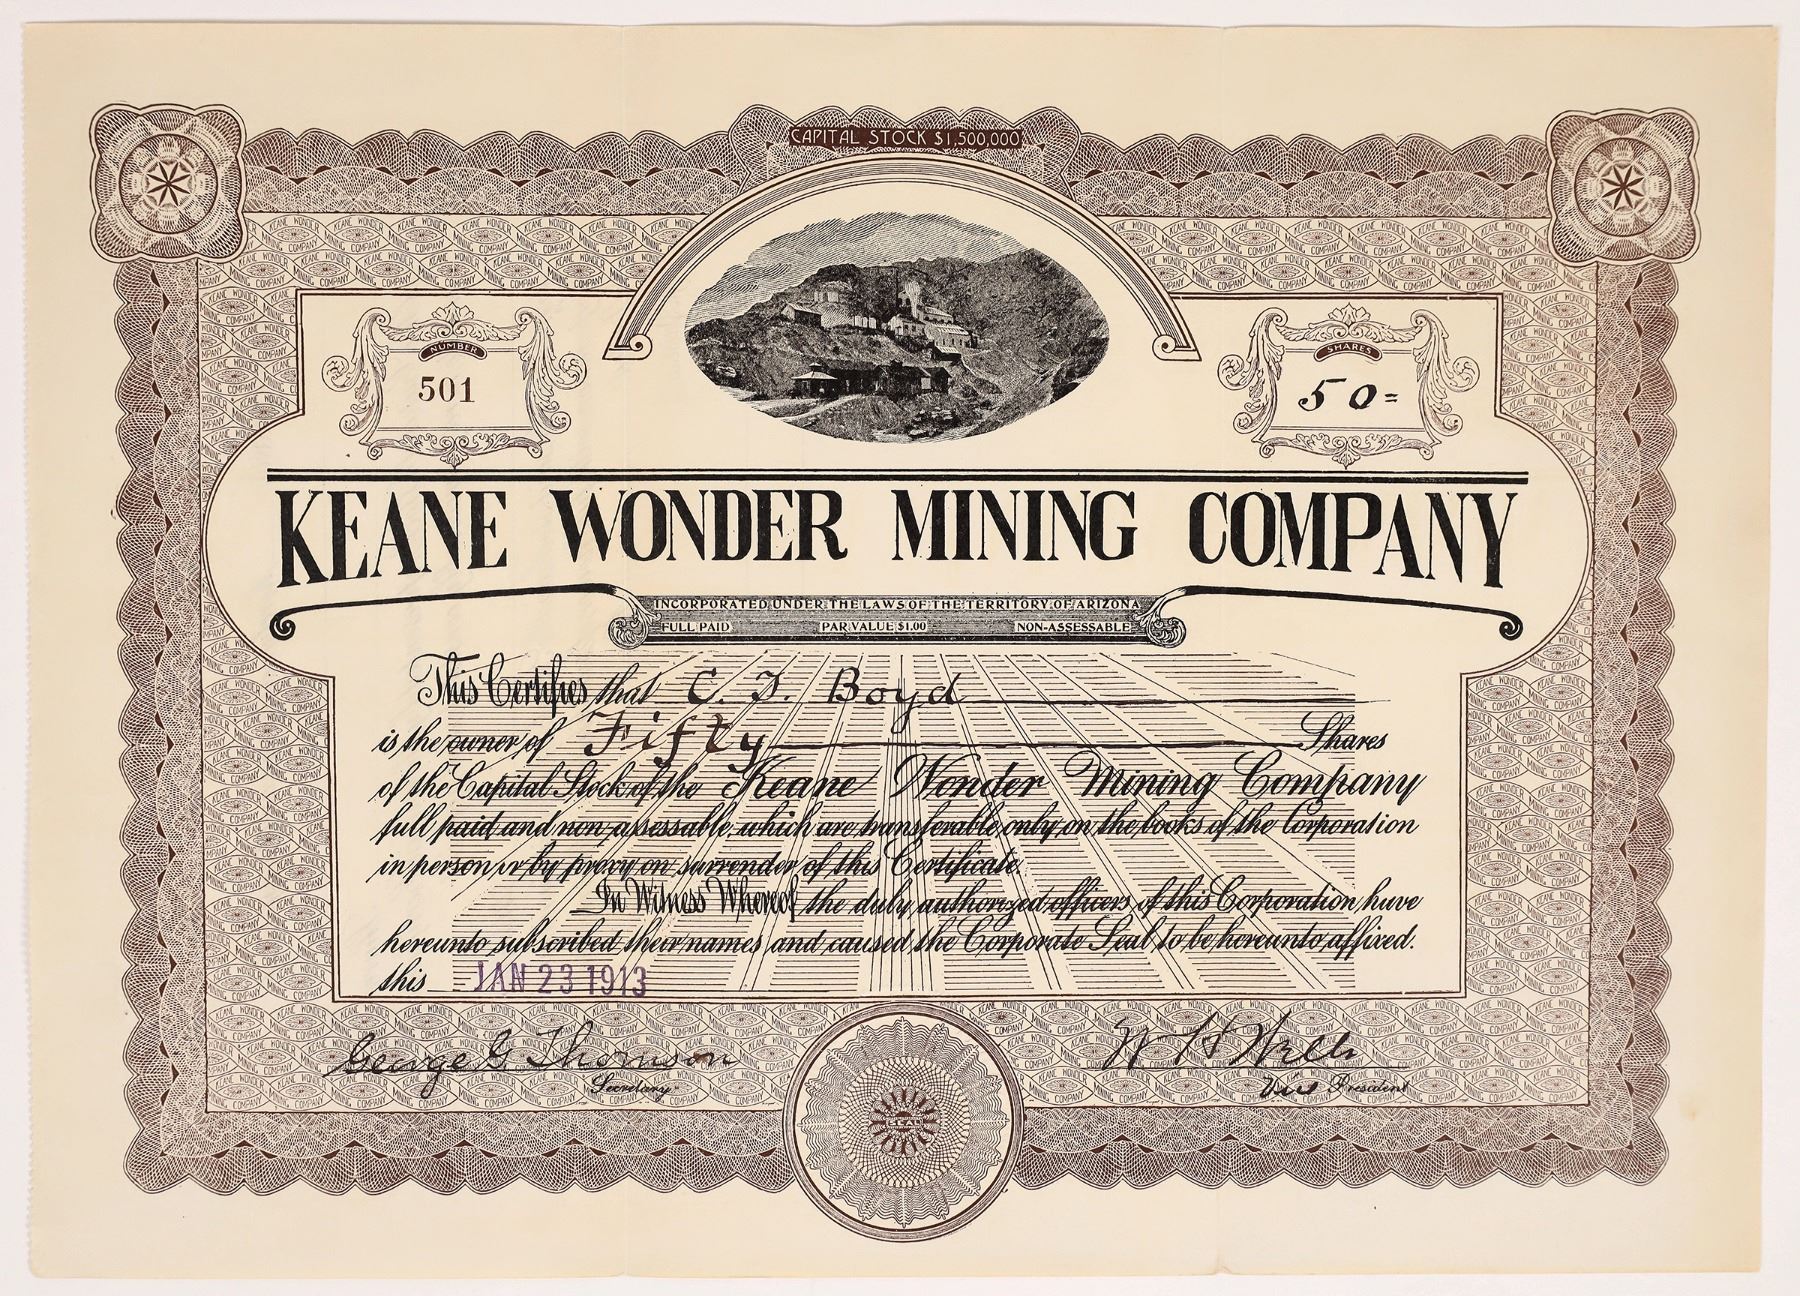 CAPITAL STOCK $1,500,000
NUMBER
501
SHARES
50=
KEANE WONDER MINING COMPANY
INCORPORATED UNDER THE LAWS OF THE TERRITORY OF ARIZONA
FULL PAID PAR VALUE $1.00 NON-ASSESSABLE
This Certifies that C. J. Boyd
is the owner of Fifty Shares
of the Capital Stock of the Keane Wonder Mining Company
full paid and non-assessable, which are transferable only on the books of the Corporation
in person or by proxy on surrender of this Certificate.
In Witness Whereof the duly authorized officers of this Corporation, have
hereunto subscribed their names and caused the Corporate Seal to be hereunto affixed.
this JAN 23 1913
George G. Thomson
Secretary
W H Wells
Vice President
SEAL